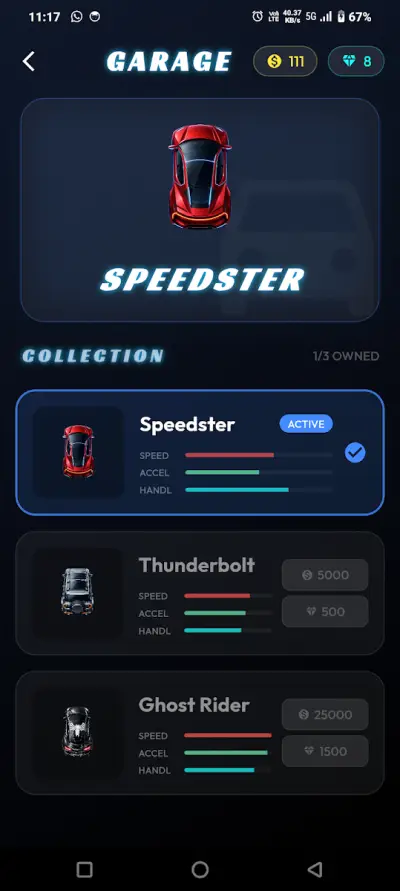 11:17 VoLTE 40.37 KB/s 5G 67%
GARAGE 111 8
SPEEDSTER
COLLECTION 1/3 OWNED
Speedster ACTIVE
SPEED
ACCEL
HANDL
Thunderbolt 5000
SPEED
ACCEL 500
HANDL
Ghost Rider 25000
SPEED
ACCEL 1500
HANDL